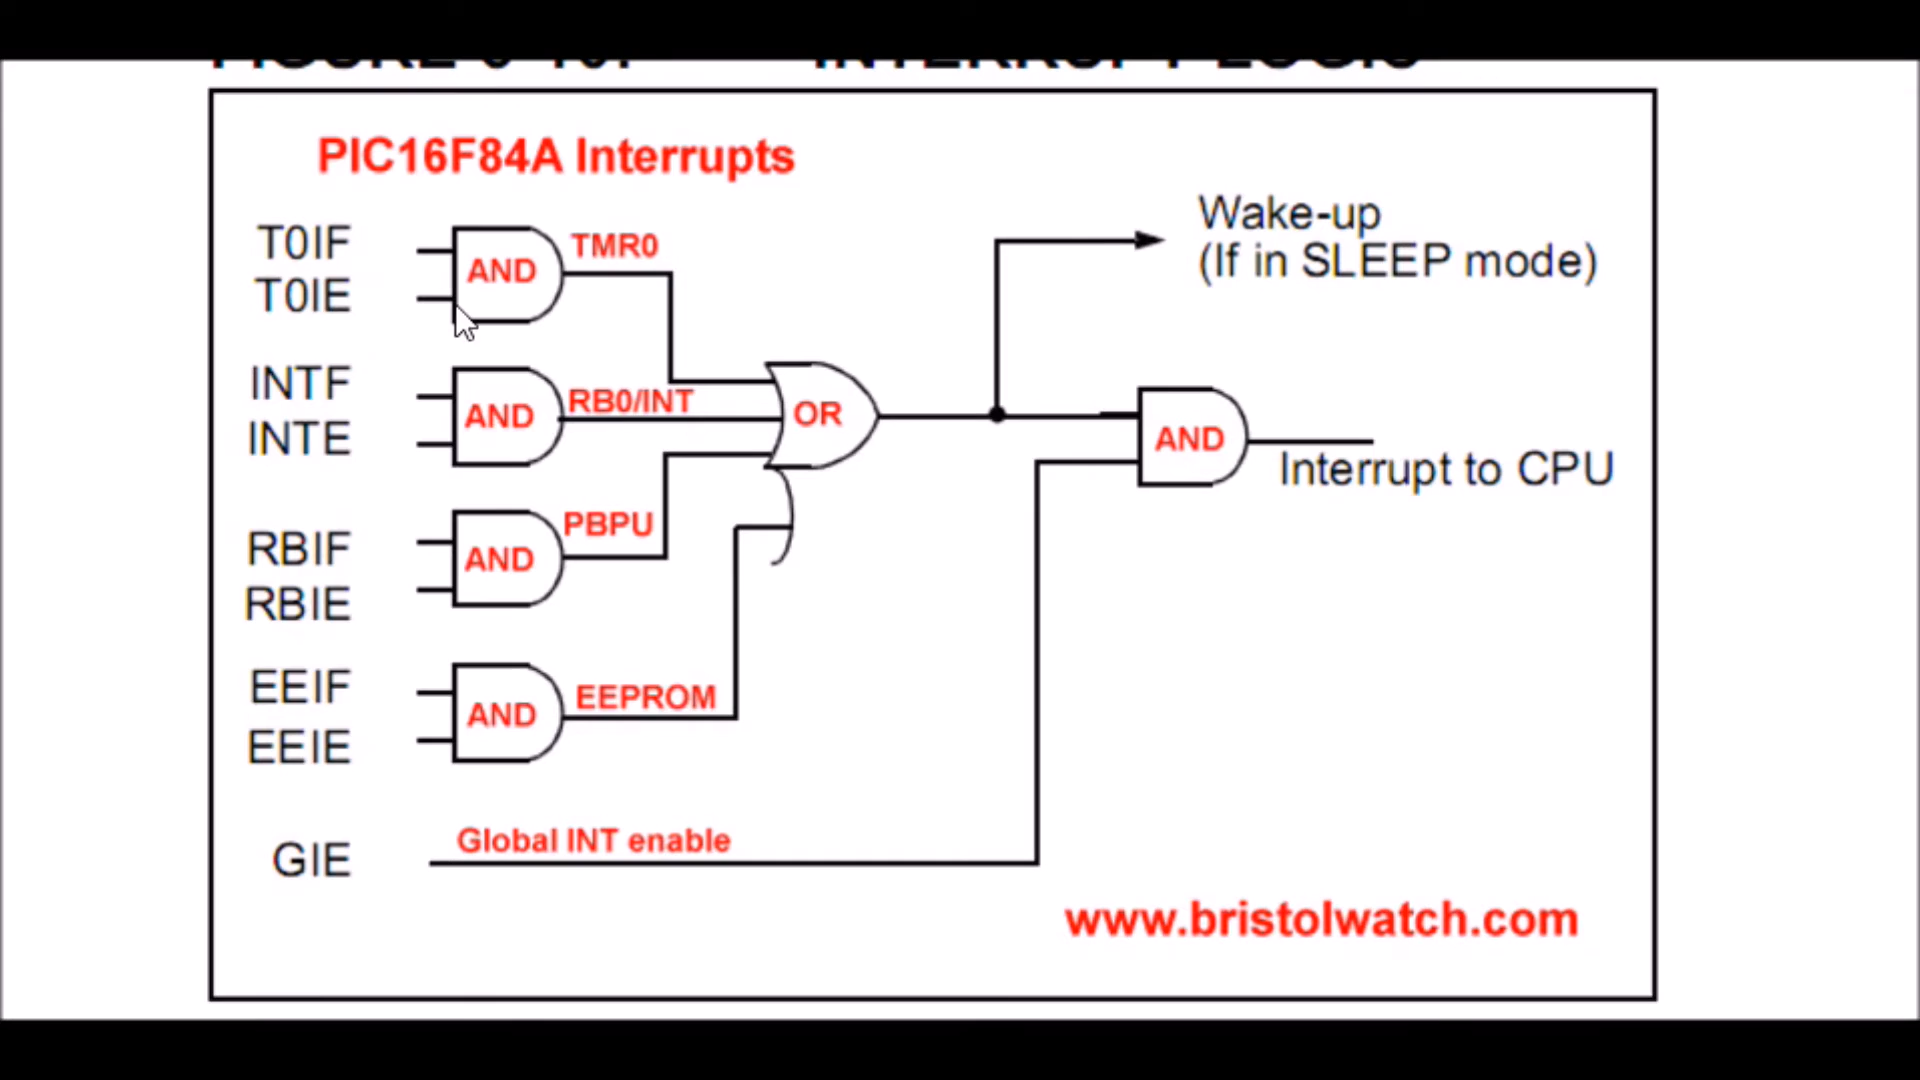 PIC16F84A Interrupts
T0IF
T0IE
AND
TMR0
Wake-up
(If in SLEEP mode)
INTF
INTE
AND
RB0/INT
OR
AND
Interrupt to CPU
RBIF
RBIE
AND
PBPU
EEIF
EEIE
AND
EEPROM
GIE
Global INT enable
www.bristolwatch.com